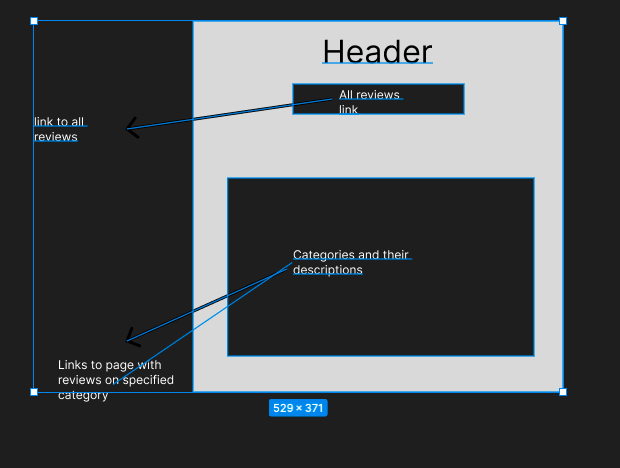 Header
All reviews
link
link to all
reviews
Categories and their
descriptions
Links to page with
reviews on specified
category
529 × 371